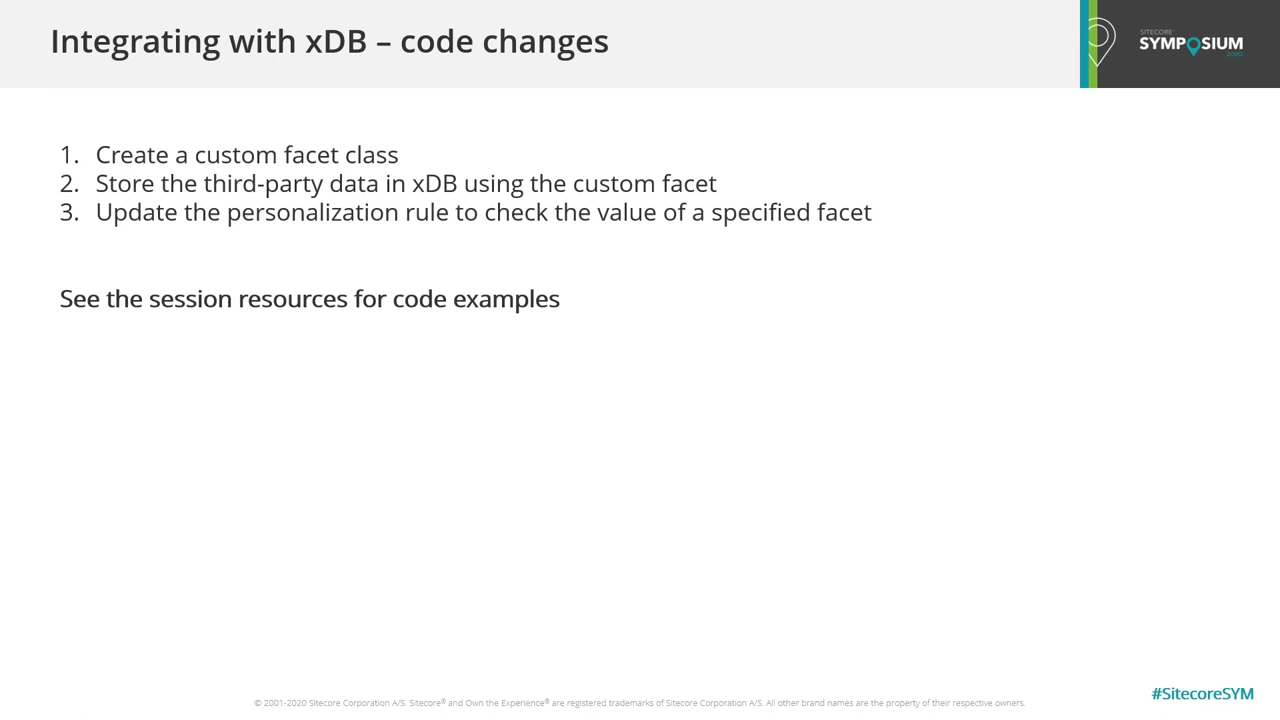 Integrating with xDB – code changes
SITECORE
SYMPOSIUM
2020
1. Create a custom facet class
2. Store the third-party data in xDB using the custom facet
3. Update the personalization rule to check the value of a specified facet
See the session resources for code examples
© 2001-2020 Sitecore Corporation A/S. Sitecore® and Own the Experience® are registered trademarks of Sitecore Corporation A/S. All other brand names are the property of their respective owners.
#SitecoreSYM